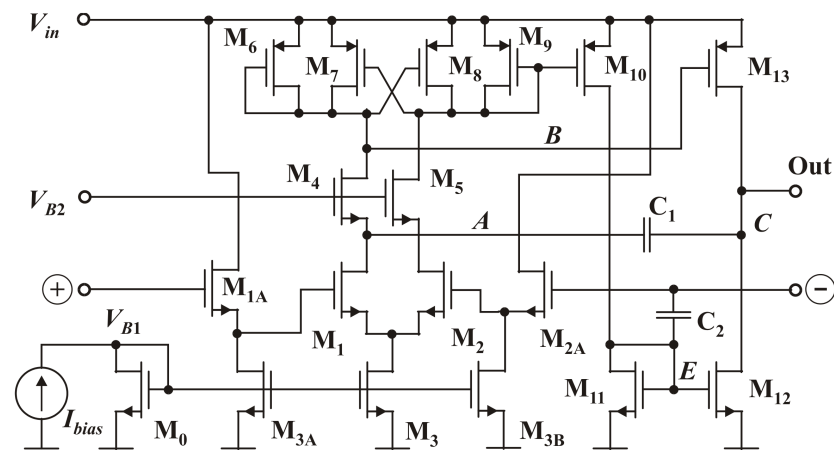 V_in
M_6
M_7
M_8
M_9
M_10
M_13
B
Out
V_B2
M_4
M_5
A
C_1
C
+
M_1A
−
V_B1
M_1
M_2
M_2A
C_2
E
I_bias
M_0
M_3A
M_3
M_3B
M_11
M_12